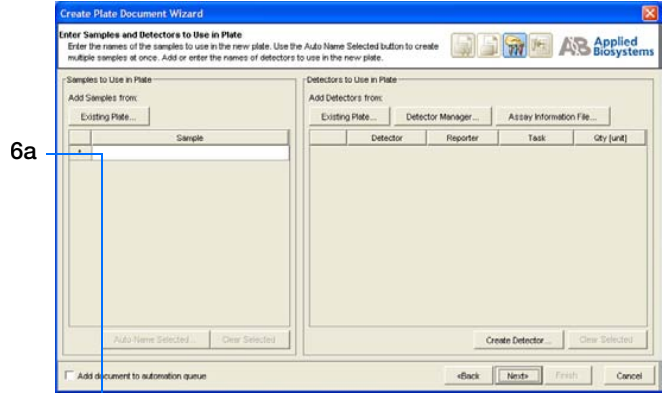 Create Plate Document Wizard
Enter Samples and Detectors to Use in Plate
Enter the names of the samples to use in the new plate. Use the Auto Name Selected button to create
multiple samples at once. Add or enter the names of detectors to use in the new plate.
Applied
Biosystems
Samples to Use in Plate
Detectors to Use in Plate
Add Samples from:
Add Detectors from:
Existing Plate...
Existing Plate...
Detector Manager...
Assay Information File...
Sample
Detector
Reporter
Task
Qty [unit]
6a
*
Auto-Name Selected...
Clear Selected
Create Detector...
Clear Selected
Add document to automation queue
<Back
Next>
Finish
Cancel